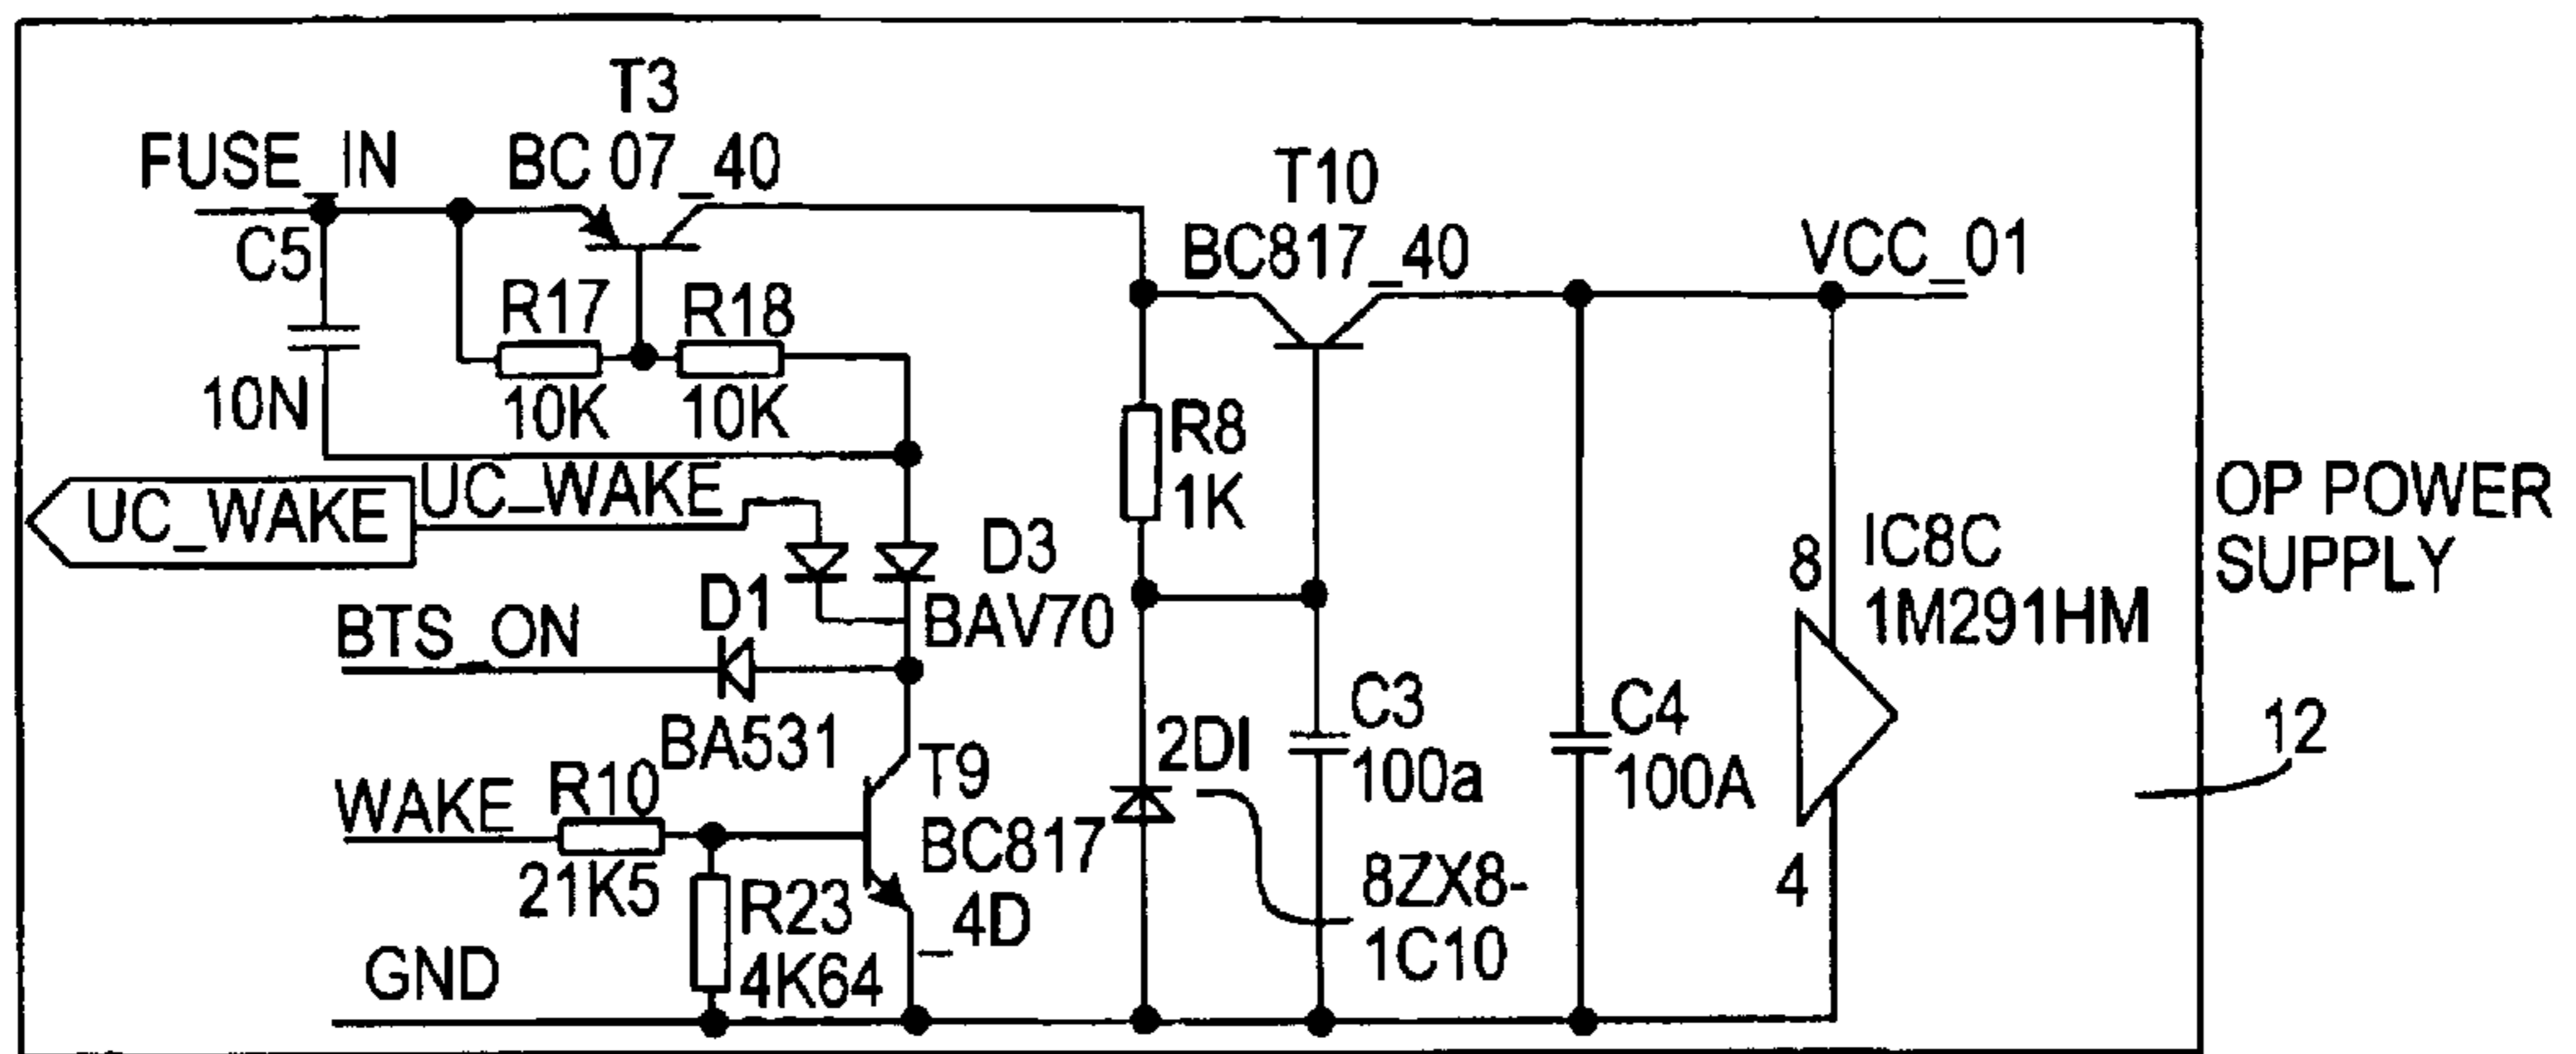 T3
BC 07_40
FUSE_IN
C5
10N
R17
10K
R18
10K
T10
BC817_40
VCC_01
R8
1K
UC_WAKE
UC_WAKE
D3
BAV70
D1
BA531
BTS_ON
WAKE
R10
21K5
R23
4K64
T9
BC817
_4D
GND
2DI
8ZX8-
1C10
C3
100a
C4
100A
8
IC8C
1M291HM
4
OP POWER
SUPPLY
12